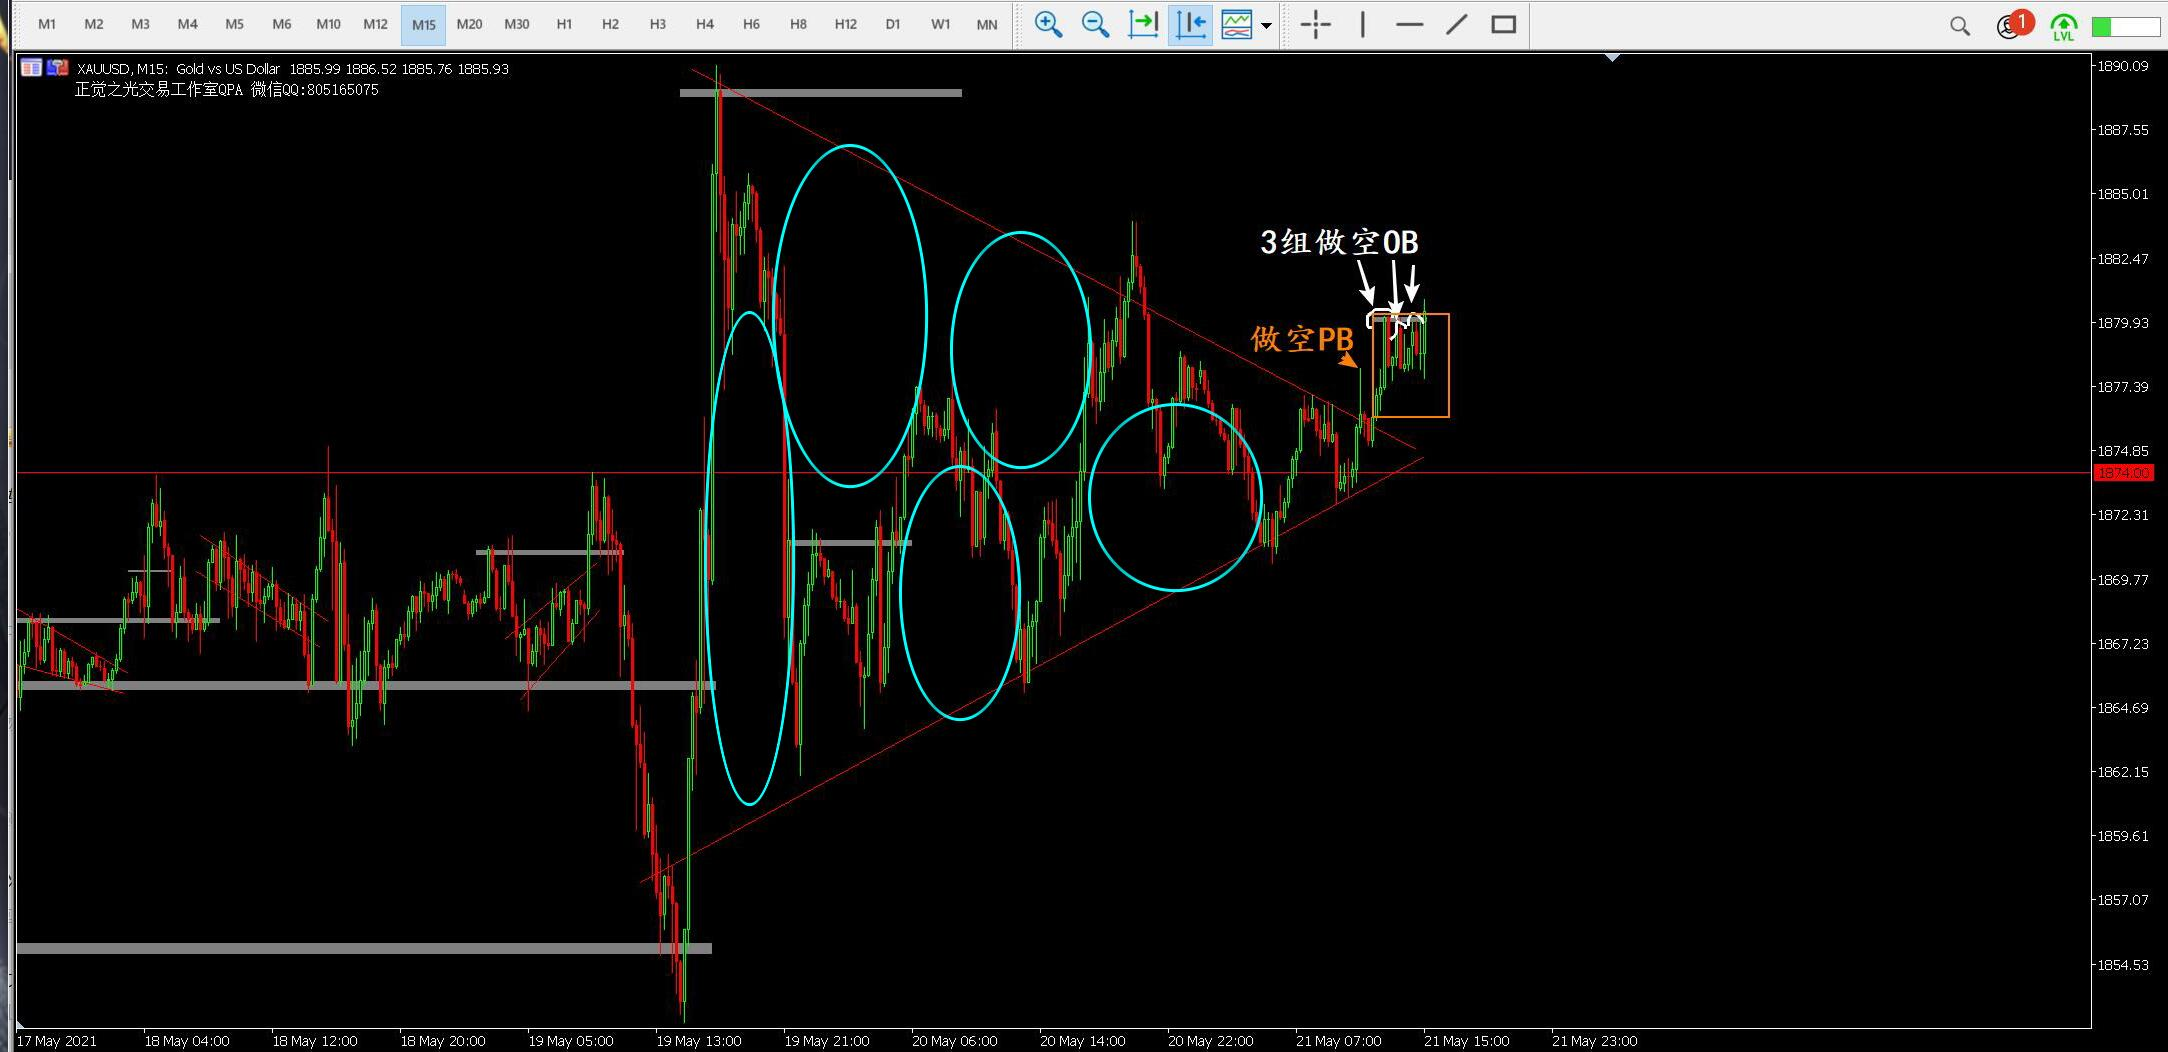 M1 M2 M3 M4 M5 M6 M10 M12 M15 M20 M30 H1 H2 H3 H4 H6 H8 H12 D1 W1 MN
1
LVL
XAUUSD, M15: Gold vs US Dollar 1885.99 1886.52 1885.76 1885.93
正觉之光交易工作室QPA 微信QQ:805165075
1890.09
1887.55
1885.01
3组做空OB
1882.47
1879.93
做空PB
1877.39
1874.85
1874.00
1872.31
1869.77
1867.23
1864.69
1862.15
1859.61
1857.07
1854.53
17 May 2021 18 May 04:00 18 May 12:00 18 May 20:00 19 May 05:00 19 May 13:00 19 May 21:00 20 May 06:00 20 May 14:00 20 May 22:00 21 May 07:00 21 May 15:00 21 May 23:00